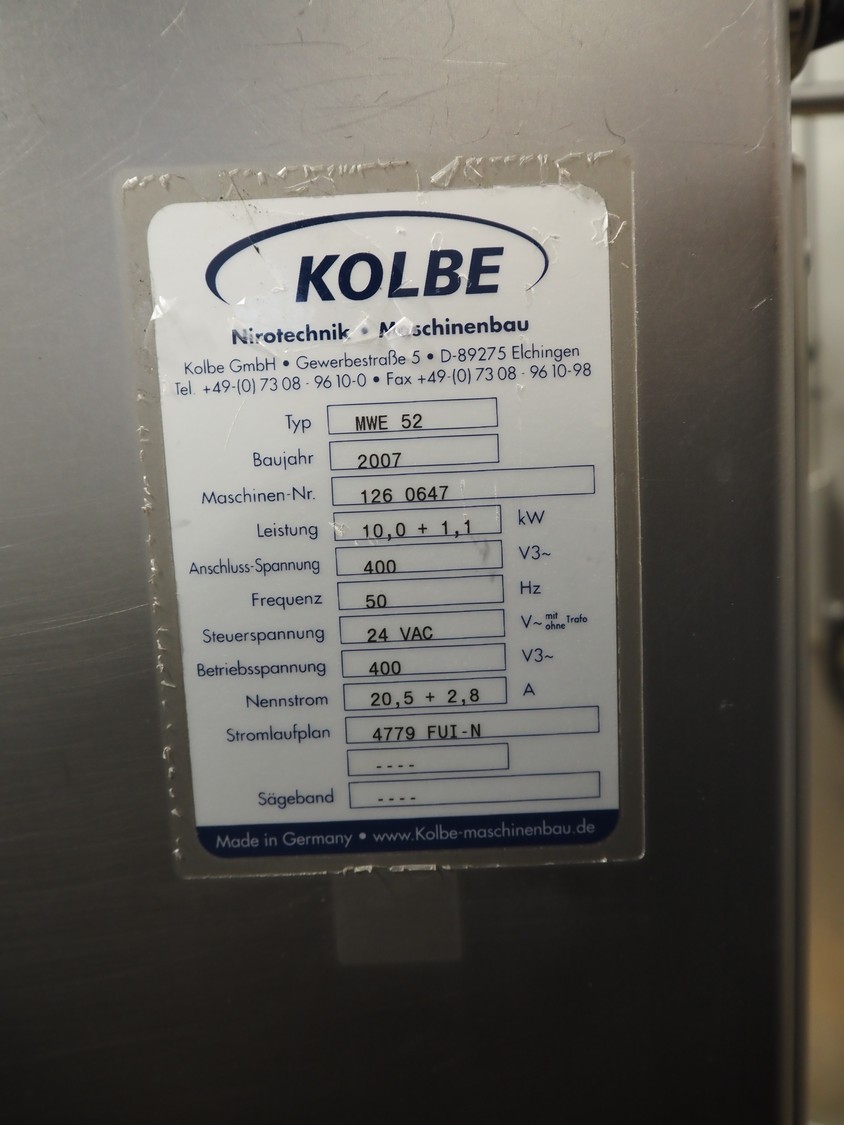 KOLBE
Nirotechnik • Maschinenbau
Kolbe GmbH • Gewerbestraße 5 • D-89275 Elchingen
Tel. +49-(0) 73 08 - 96 10-0 • Fax +49-(0) 73 08 - 96 10-98
Typ MWE 52
Baujahr 2007
Maschinen-Nr. 126 0647
Leistung 10,0 + 1,1 kW
Anschluss-Spannung 400 V3~
Frequenz 50 Hz
Steuerspannung 24 VAC V~ mit ohne Trafo
Betriebsspannung 400 V3~
Nennstrom 20,5 + 2,8 A
Stromlaufplan 4779 FUI-N
----
Sägeband ----
Made in Germany • www.Kolbe-maschinenbau.de